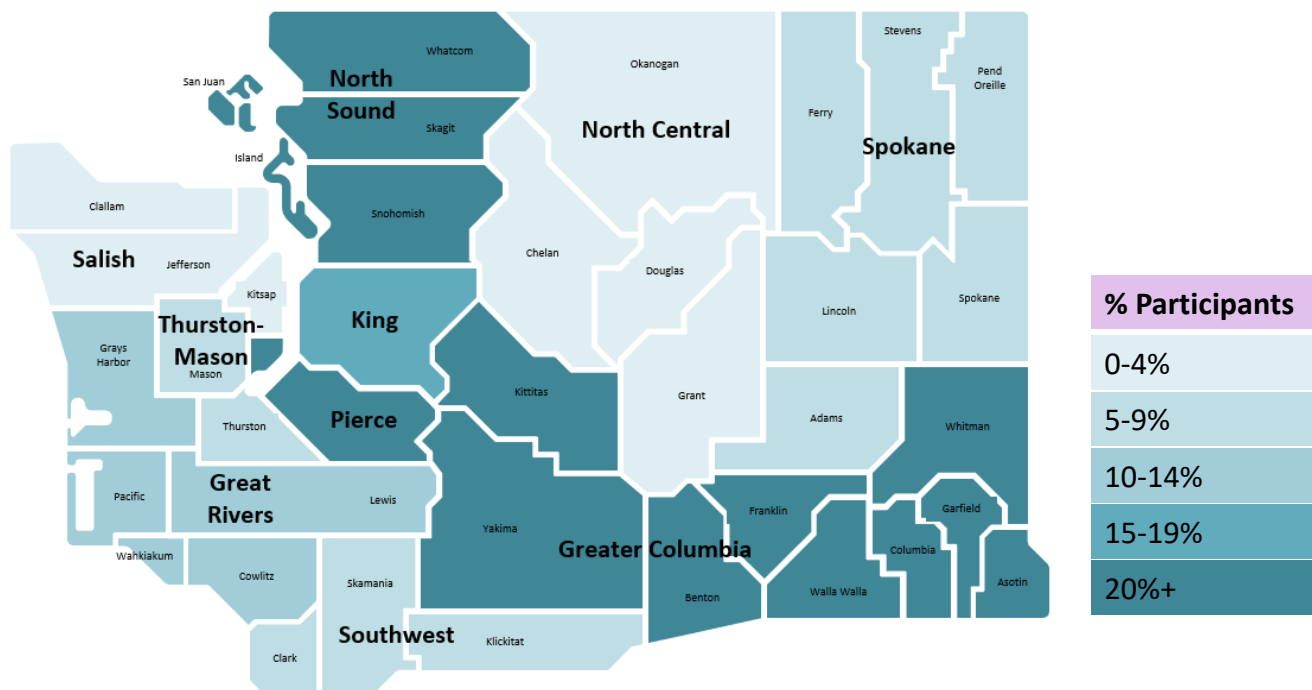 Whatcom
San Juan
North
Sound
Skagit
Island
Snohomish
Okanogan
North Central
Stevens
Pend
Oreille
Ferry
Spokane
Clallam
Salish
Jefferson
Kitsap
Chelan
Douglas
Lincoln
Spokane
King
Thurston-
Mason
Mason
Grays
Harbor
Kittitas
Grant
Adams
Whitman
Thurston
Pierce
Pacific
Great
Rivers
Lewis
Yakima
Greater Columbia
Franklin
Garfield
Columbia
Walla Walla
Asotin
Benton
Wahkiakum
Cowlitz
Skamania
Southwest
Klickitat
Clark
% Participants
0-4%
5-9%
10-14%
15-19%
20%+